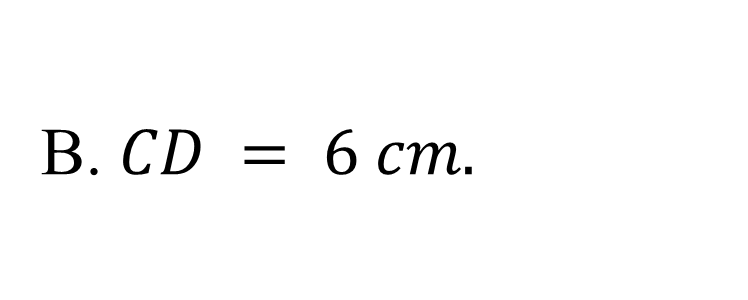 B. CD = 6 cm.